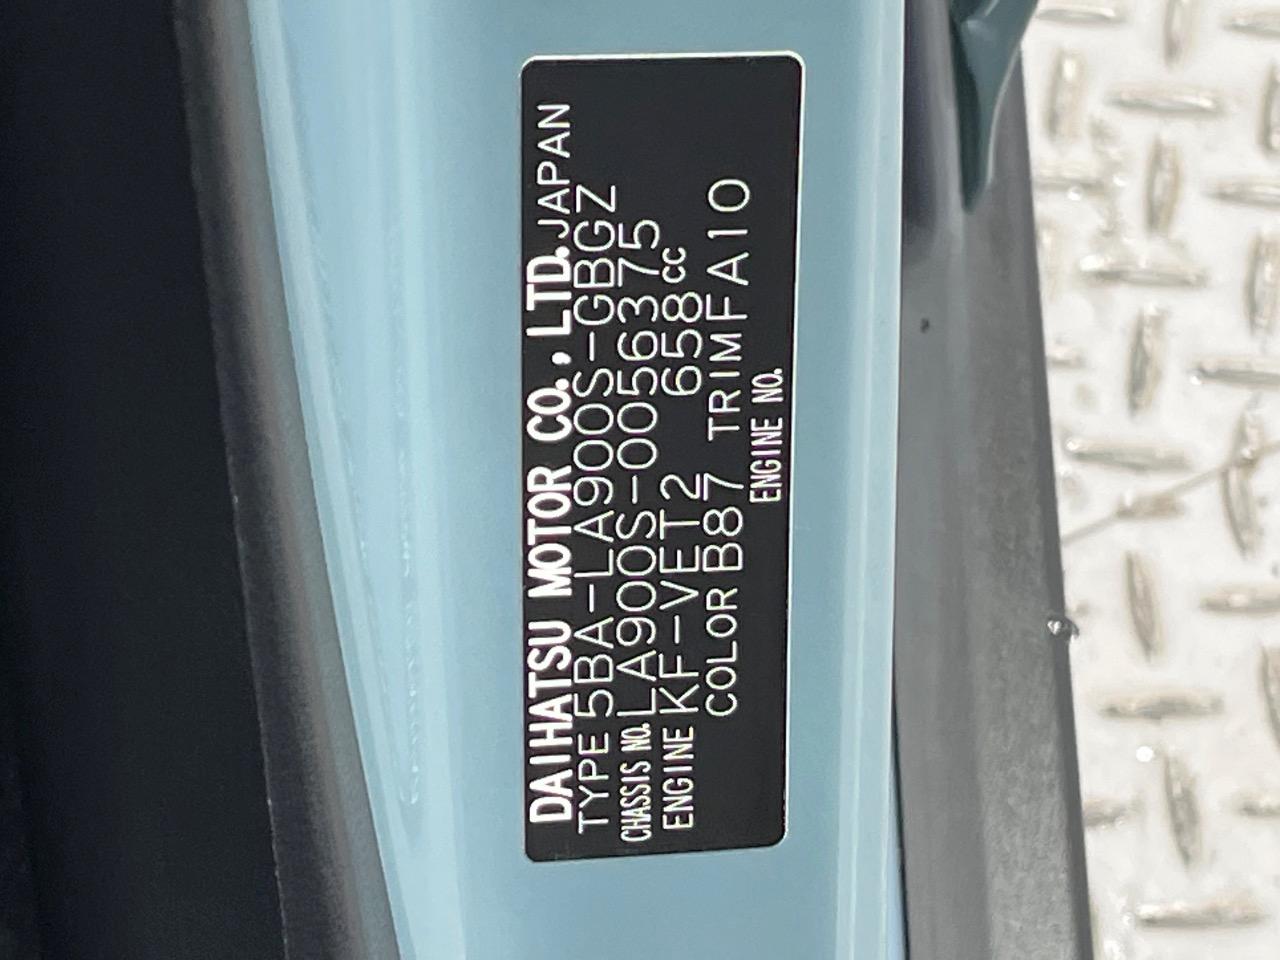 DAIHATSU MOTOR CO., LTD. JAPAN
TYPE 5BA-LA900S-GBGZ
CHASSIS NO. LA900S-0056375
ENGINE KF-VET2 658cc
COLOR B87 TRIM FA10
ENGINE NO.